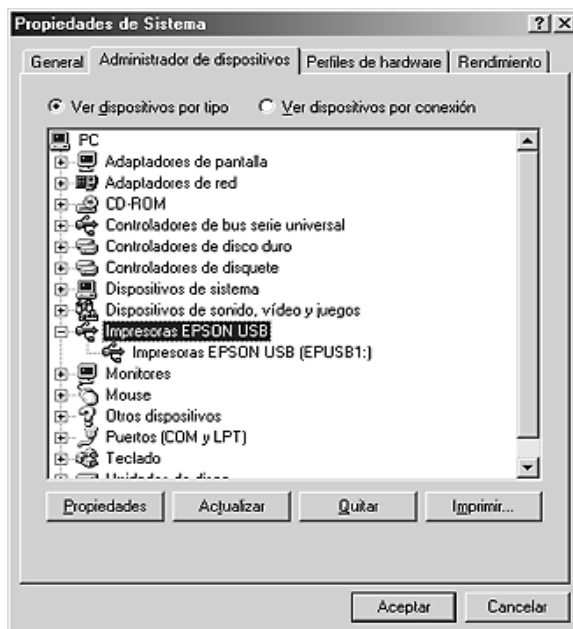 Propiedades de Sistema
General Administrador de dispositivos Perfiles de hardware Rendimiento
Ver dispositivos por tipo Ver dispositivos por conexión
PC
Adaptadores de pantalla
Adaptadores de red
CD-ROM
Controladores de bus serie universal
Controladores de disco duro
Controladores de disquete
Dispositivos de sistema
Dispositivos de sonido, vídeo y juegos
Impresoras EPSON USB
Impresoras EPSON USB (EPUSB1:)
Monitores
Mouse
Otros dispositivos
Puertos (COM y LPT)
Teclado
Unidades de disco
Propiedades Actualizar Quitar Imprimir...
Aceptar Cancelar